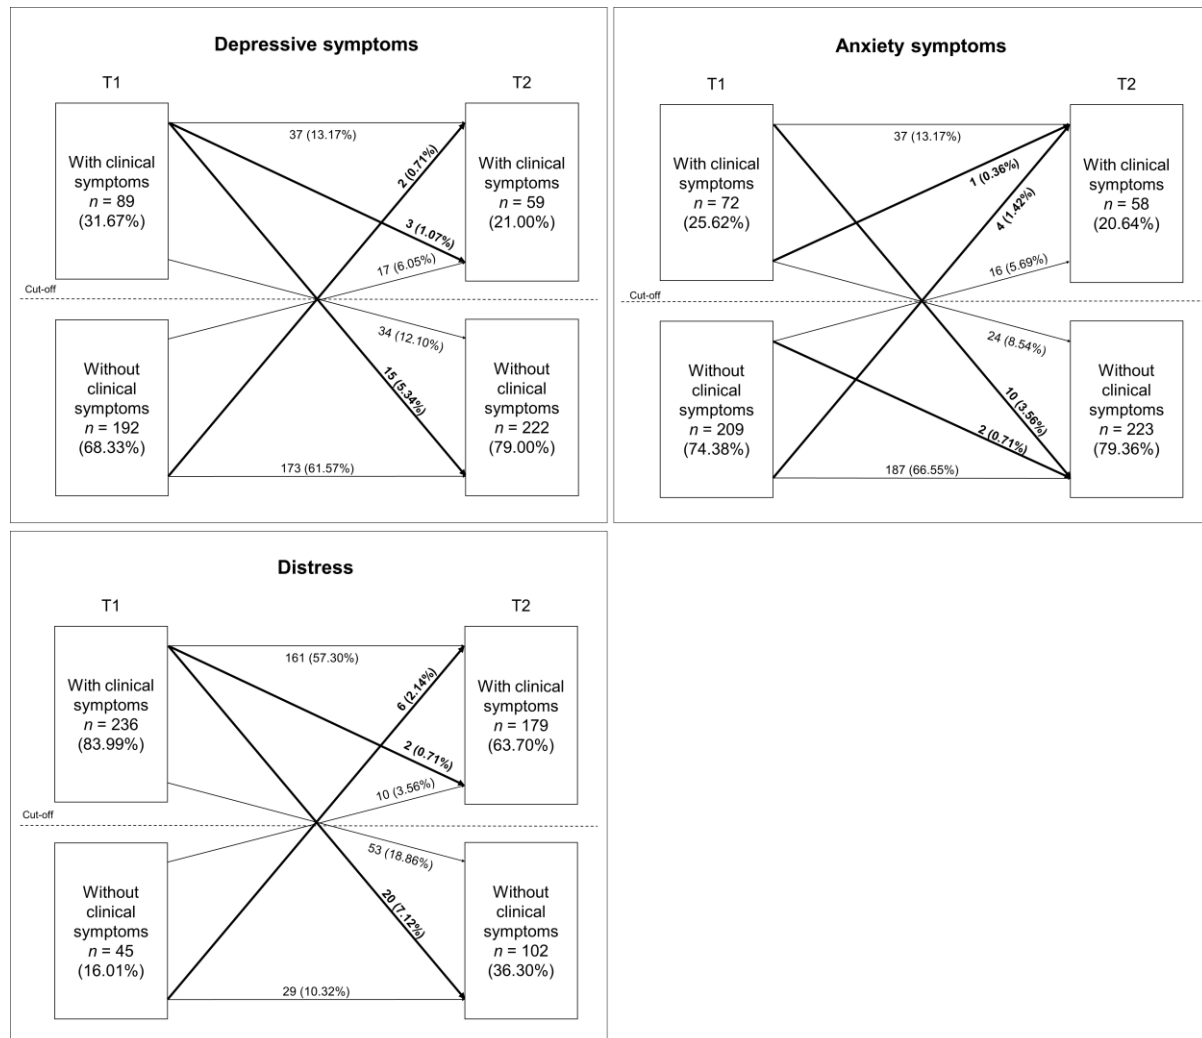 Depressive symptoms
T1
T2
With clinical
symptoms
n = 89
(31.67%)
37 (13.17%)
2 (0.71%)
3 (1.07%)
17 (6.05%)
With clinical
symptoms
n = 59
(21.00%)
Cut-off
Without
clinical
symptoms
n = 192
(68.33%)
34 (12.10%)
15 (5.34%)
173 (61.57%)
Without
clinical
symptoms
n = 222
(79.00%)
Anxiety symptoms
T1
T2
With clinical
symptoms
n = 72
(25.62%)
37 (13.17%)
1 (0.36%)
4 (1.42%)
16 (5.69%)
With clinical
symptoms
n = 58
(20.64%)
Cut-off
Without
clinical
symptoms
n = 209
(74.38%)
24 (8.54%)
10 (3.56%)
2 (0.71%)
187 (66.55%)
Without
clinical
symptoms
n = 223
(79.36%)
Distress
T1
T2
With clinical
symptoms
n = 236
(83.99%)
161 (57.30%)
6 (2.14%)
2 (0.71%)
10 (3.56%)
With clinical
symptoms
n = 179
(63.70%)
Cut-off
Without
clinical
symptoms
n = 45
(16.01%)
53 (18.86%)
20 (7.12%)
29 (10.32%)
Without
clinical
symptoms
n = 102
(36.30%)